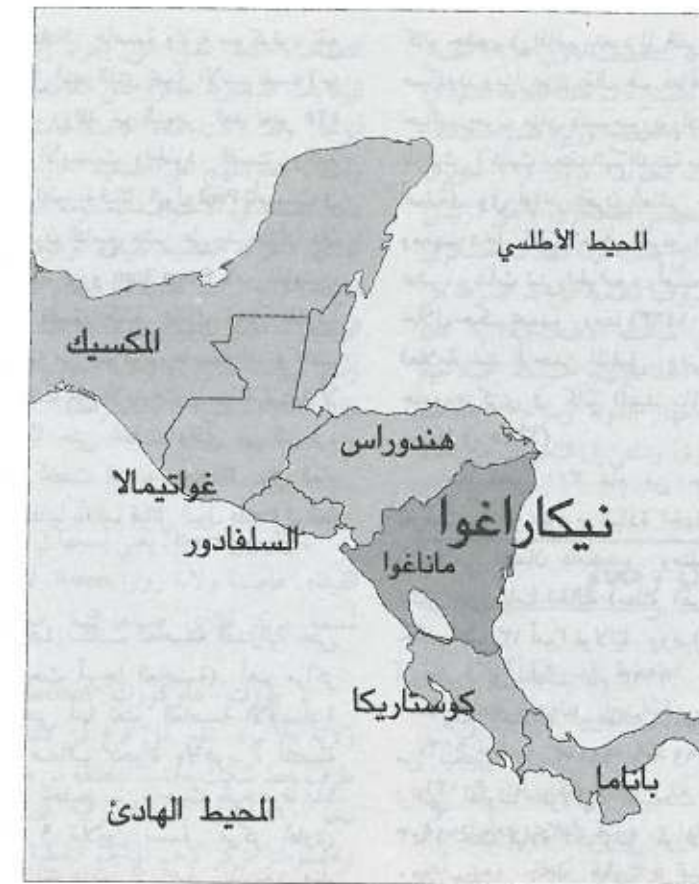 المحيط الأطلسي
المكسيك
هندوراس
غواتيمالا
نيكاراغوا
السلفادور
ماناغوا
كوستاريكا
باناما
المحيط الهادئ